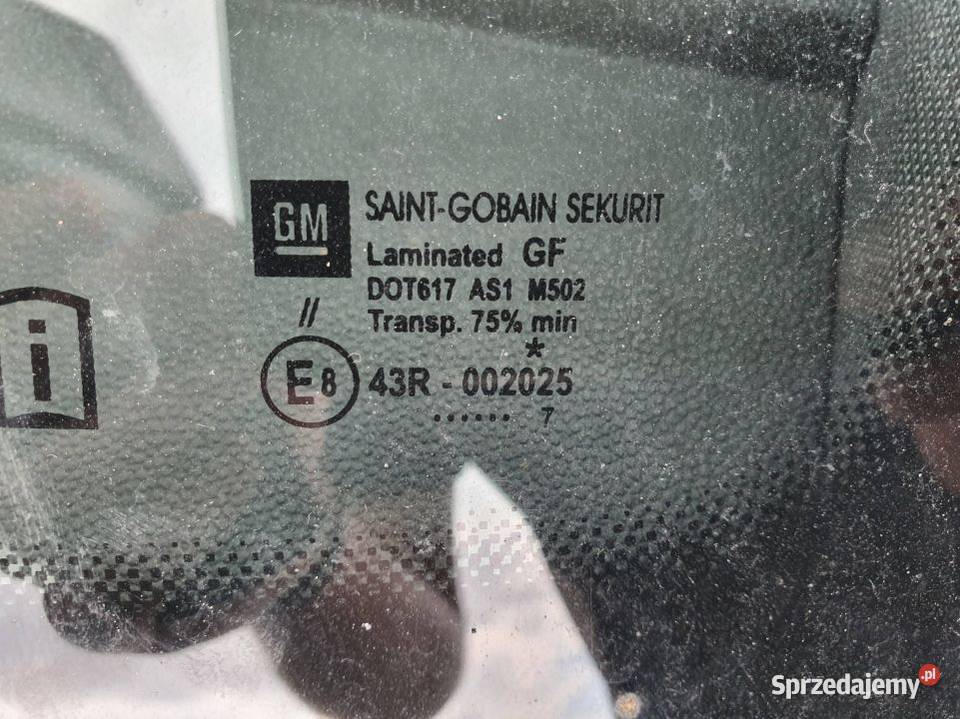 GM
SAINT-GOBAIN SEKURIT
Laminated GF
DOT617 AS1 M502
// Transp. 75% min
*
E8 43R - 002025
...... 7
i
Sprzedajemy.pl